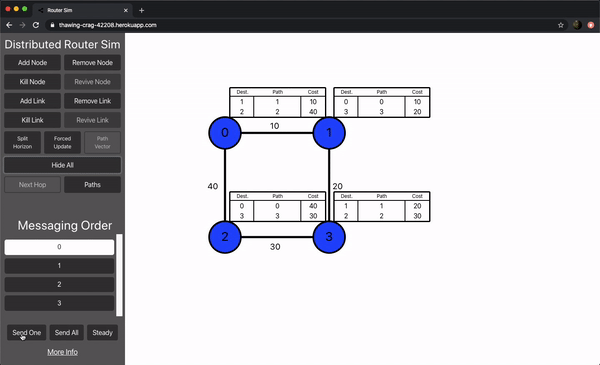 Router Sim
thawing-crag-42208.herokuapp.com
Distributed Router Sim
Add Node Remove Node
Kill Node Revive Node
Add Link Remove Link
Kill Link Revive Link
Split Horizon Forced Update Path Vector
Hide All
Next Hop Paths
Messaging Order
0
1
2
3
Send One Send All Steady
More Info
Dest. Path Cost
1 1 10
2 2 40
Dest. Path Cost
0 0 10
3 3 20
0
10
1
40
20
Dest. Path Cost
0 0 40
3 3 30
Dest. Path Cost
1 1 20
2 2 30
2
30
3